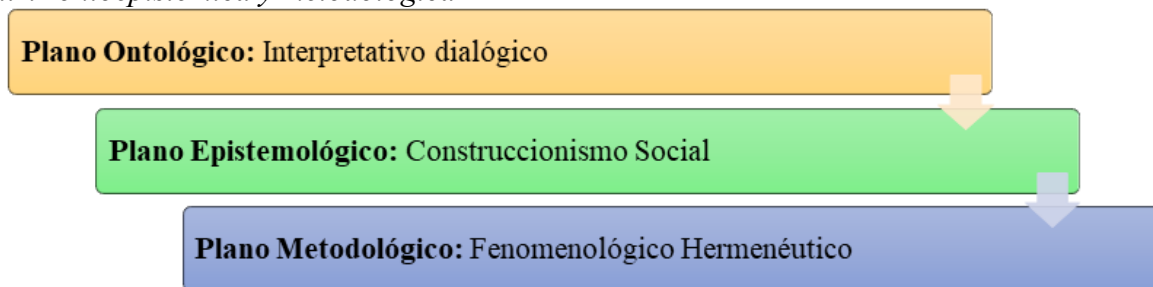 y
Plano Ontológico: Interpretativo dialógico
Plano Epistemológico: Construccionismo Social
Plano Metodológico: Fenomenológico Hermenéutico